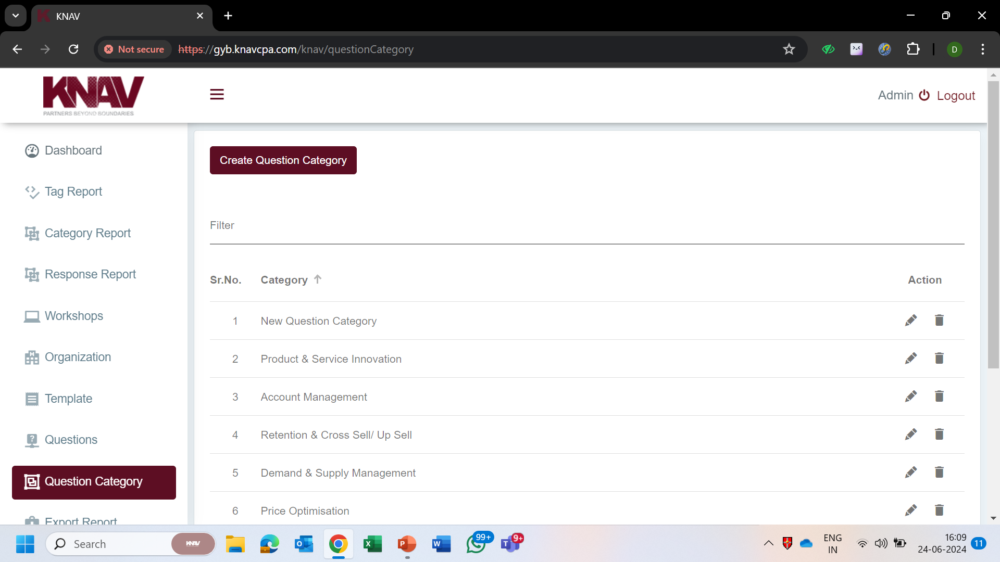 KNAV
Not secure
https://gyb.knavcpa.com/knav/questionCategory
D
KNAV
PARTNERS BEYOND BOUNDARIES
Admin
Logout
Dashboard
Tag Report
Category Report
Response Report
Workshops
Organization
Template
Questions
Question Category
Export Report
Create Question Category
Filter
Sr.No. Category Action
1 New Question Category
2 Product & Service Innovation
3 Account Management
4 Retention & Cross Sell/ Up Sell
5 Demand & Supply Management
6 Price Optimisation
Search
KNAV
99+
9+
ENG
IN
16:09
24-06-2024
11